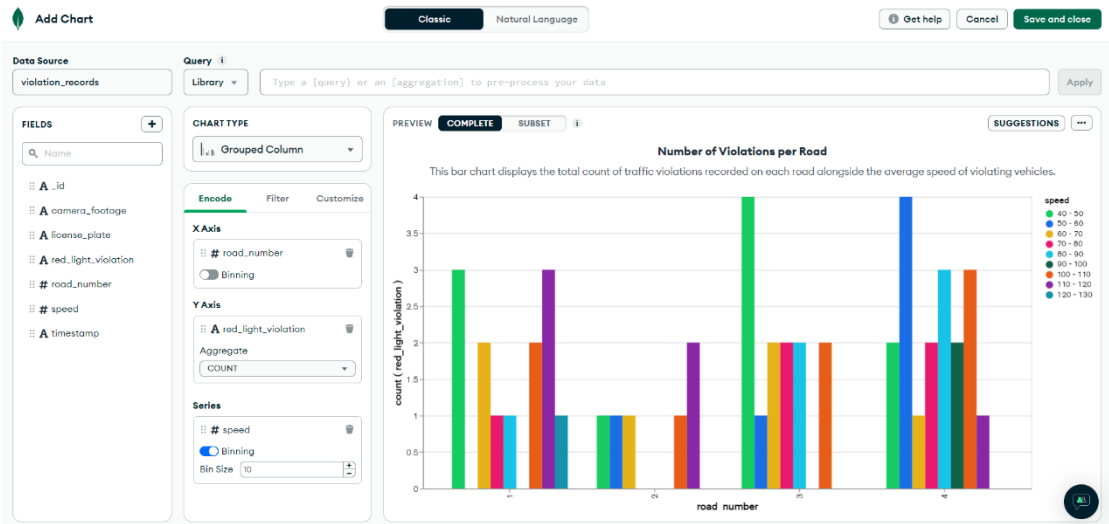 Add Chart
Classic Natural Language
Get help Cancel Save and close
Data Source
violation_records
Query i
Library
Type a {query} or an [aggregation] to pre-process your data
Apply
FIELDS +
Name
A _id
A camera_footage
A license_plate
A red_light_violation
# road_number
# speed
A timestamp
CHART TYPE
Grouped Column
Encode Filter Customize
X Axis
# road_number
Binning
Y Axis
A red_light_violation
Aggregate
COUNT
Series
# speed
Binning
Bin Size 10
PREVIEW COMPLETE SUBSET i
SUGGESTIONS ...
Number of Violations per Road
This bar chart displays the total count of traffic violations recorded on each road alongside the average speed of violating vehicles.
count ( red_light_violation )
4
3.5
3
2.5
2
1.5
1
0.5
0
1 2 3 4
road_number
speed
40 - 50
50 - 60
60 - 70
70 - 80
80 - 90
90 - 100
100 - 110
110 - 120
120 - 130